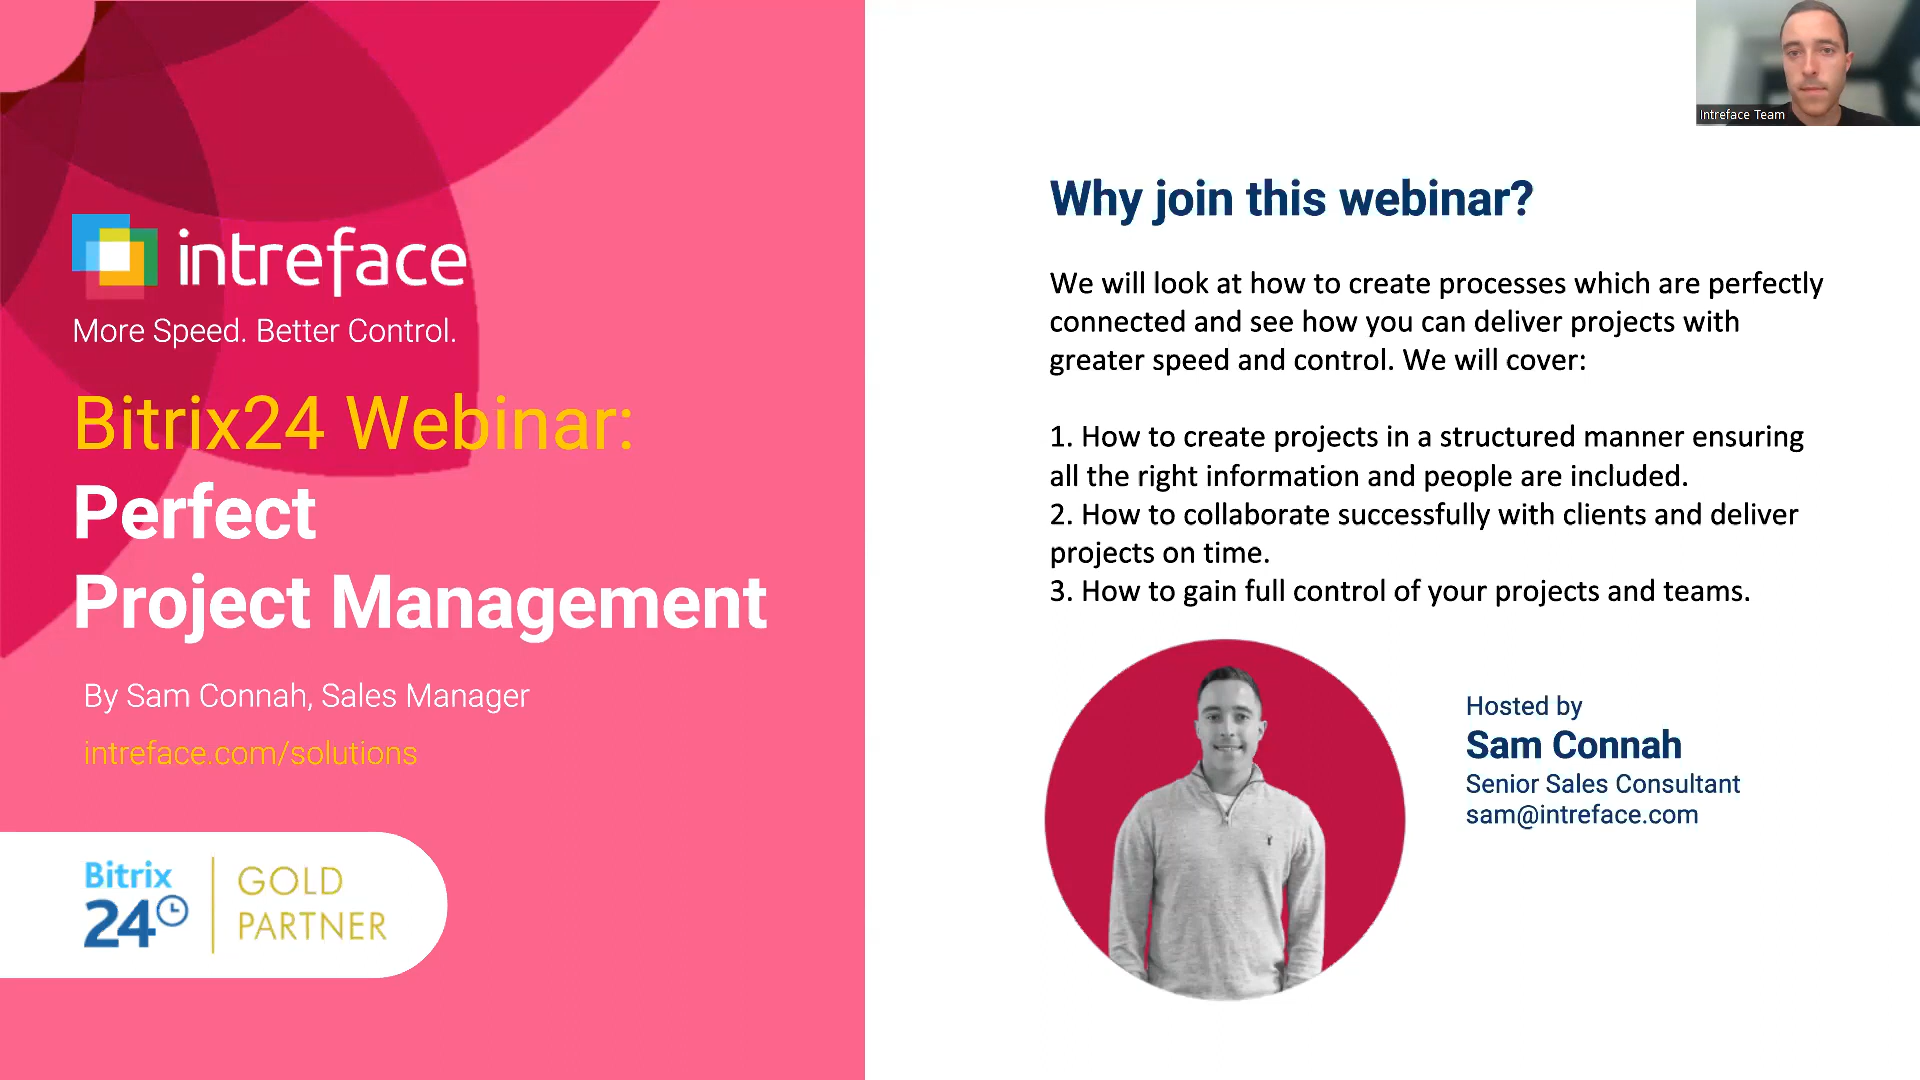 intreface
More Speed. Better Control.
Bitrix24 Webinar:
Perfect
Project Management
By Sam Connah, Sales Manager
intreface.com/solutions
Bitrix
24
GOLD
PARTNER
Intreface Team
Why join this webinar?
We will look at how to create processes which are perfectly
connected and see how you can deliver projects with
greater speed and control. We will cover:
1. How to create projects in a structured manner ensuring
all the right information and people are included.
2. How to collaborate successfully with clients and deliver
projects on time.
3. How to gain full control of your projects and teams.
Hosted by
Sam Connah
Senior Sales Consultant
sam@intreface.com